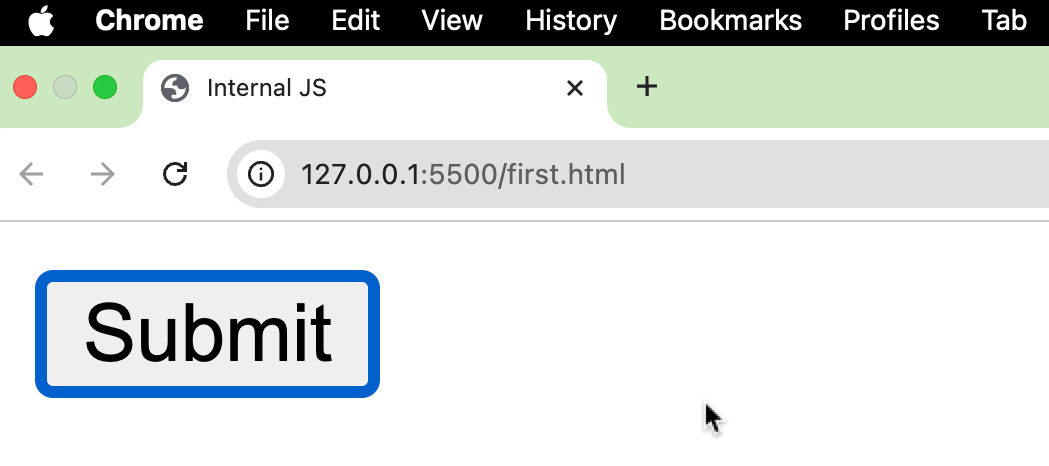 Chrome File Edit View History Bookmarks Profiles Tab
Internal JS
127.0.0.1:5500/first.html
Submit